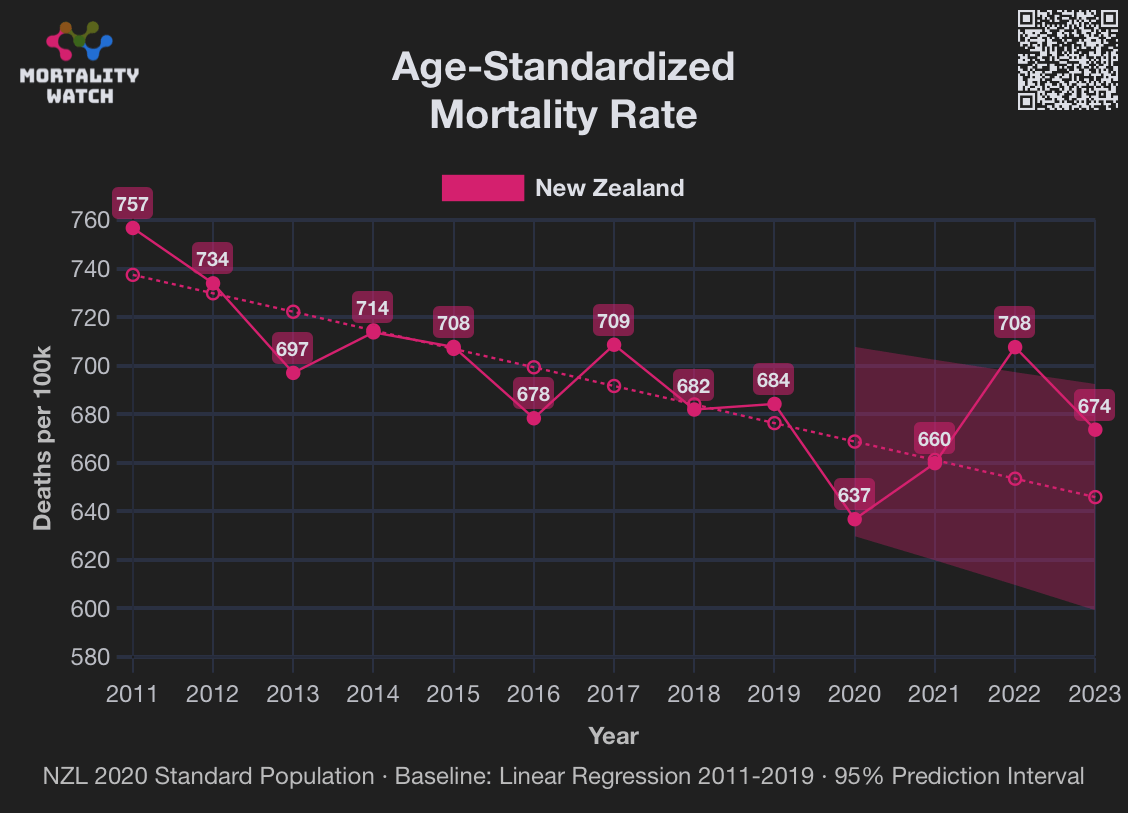 MORTALITY
WATCH
Age-Standardized
Mortality Rate
New Zealand
757
734
697
714
708
678
709
682
684
637
660
708
674
760
740
720
700
680
660
640
620
600
580
Deaths per 100k
2011 2012 2013 2014 2015 2016 2017 2018 2019 2020 2021 2022 2023
Year
NZL 2020 Standard Population · Baseline: Linear Regression 2011-2019 · 95% Prediction Interval